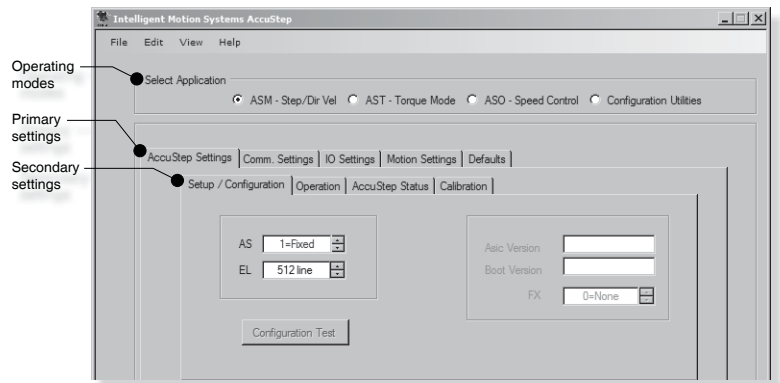 Intelligent Motion Systems AccuStep
File Edit View Help
Operating modes
Select Application
ASM - Step/Dir Vel AST - Torque Mode ASO - Speed Control Configuration Utilities
Primary settings
AccuStep Settings Comm. Settings IO Settings Motion Settings Defaults
Secondary settings
Setup / Configuration Operation AccuStep Status Calibration
AS 1=Fixed
EL 512 line
Asic Version
Boot Version
FX 0=None
Configuration Test